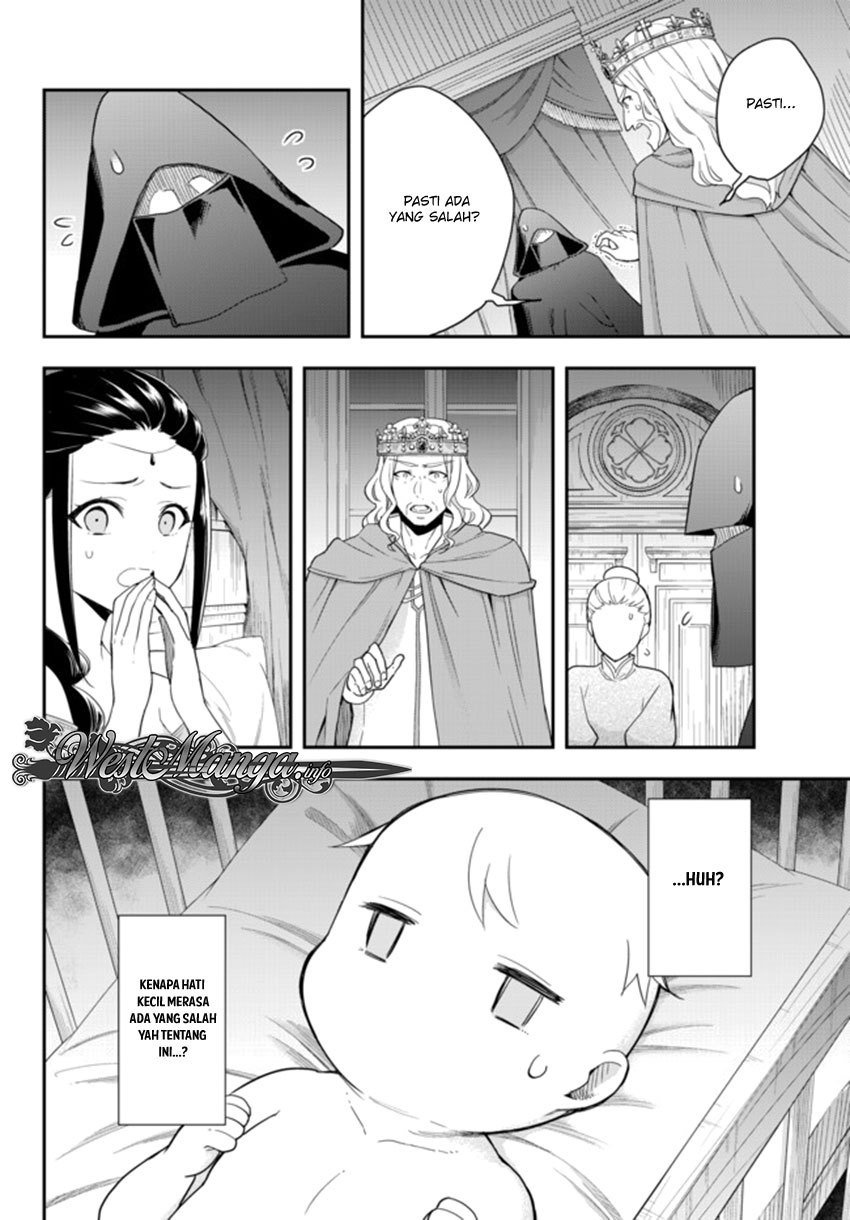 PASTI...
PASTI ADA
YANG SALAH?
WestManga.info
...HUH?
KENAPA HATI
KECIL MERASA
ADA YANG SALAH
YAH TENTANG
INI...?